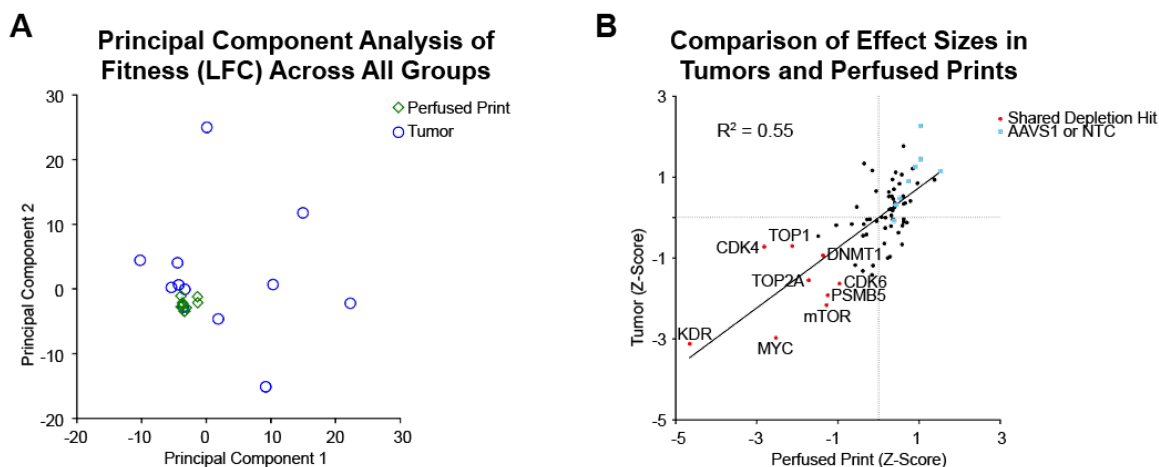 A
Principal Component Analysis of
Fitness (LFC) Across All Groups
Perfused Print
Tumor
Principal Component 2
30
20
10
0
-10
-20
-20
-10
0
10
20
30
Principal Component 1
B
Comparison of Effect Sizes in
Tumors and Perfused Prints
R² = 0.55
Shared Depletion Hit
AAVS1 or NTC
Tumor (Z-Score)
3
1
-1
-3
-5
CDK4
TOP1
DNMT1
TOP2A
CDK6
PSMB5
mTOR
KDR
MYC
-5
-3
-1
1
3
Perfused Print (Z-Score)